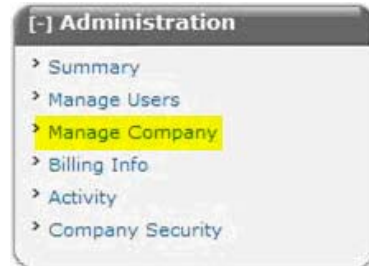 [-] Administration
› Summary
› Manage Users
› Manage Company
› Billing Info
› Activity
› Company Security